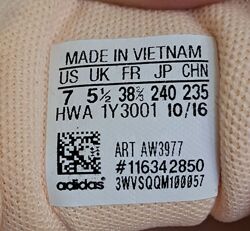 MADE IN VIETNAM
US UK FR JP CHN
7 5½ 38⅔ 240 235
HWA 1Y3001 10/16
ART AW3977
#116342850
adidas 3WVSQQM100057